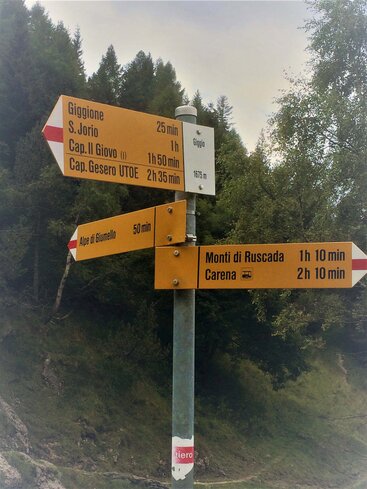 Giggione 25 min
S. Jorio 1 h
Cap. Il Giovo (I) 1 h 50 min
Cap. Gesero UTOE 2 h 35 min
Giggio
1675 m
Alpe di Giumello 50 min
Monti di Ruscada 1 h 10 min
Carena 2 h 10 min
tiero